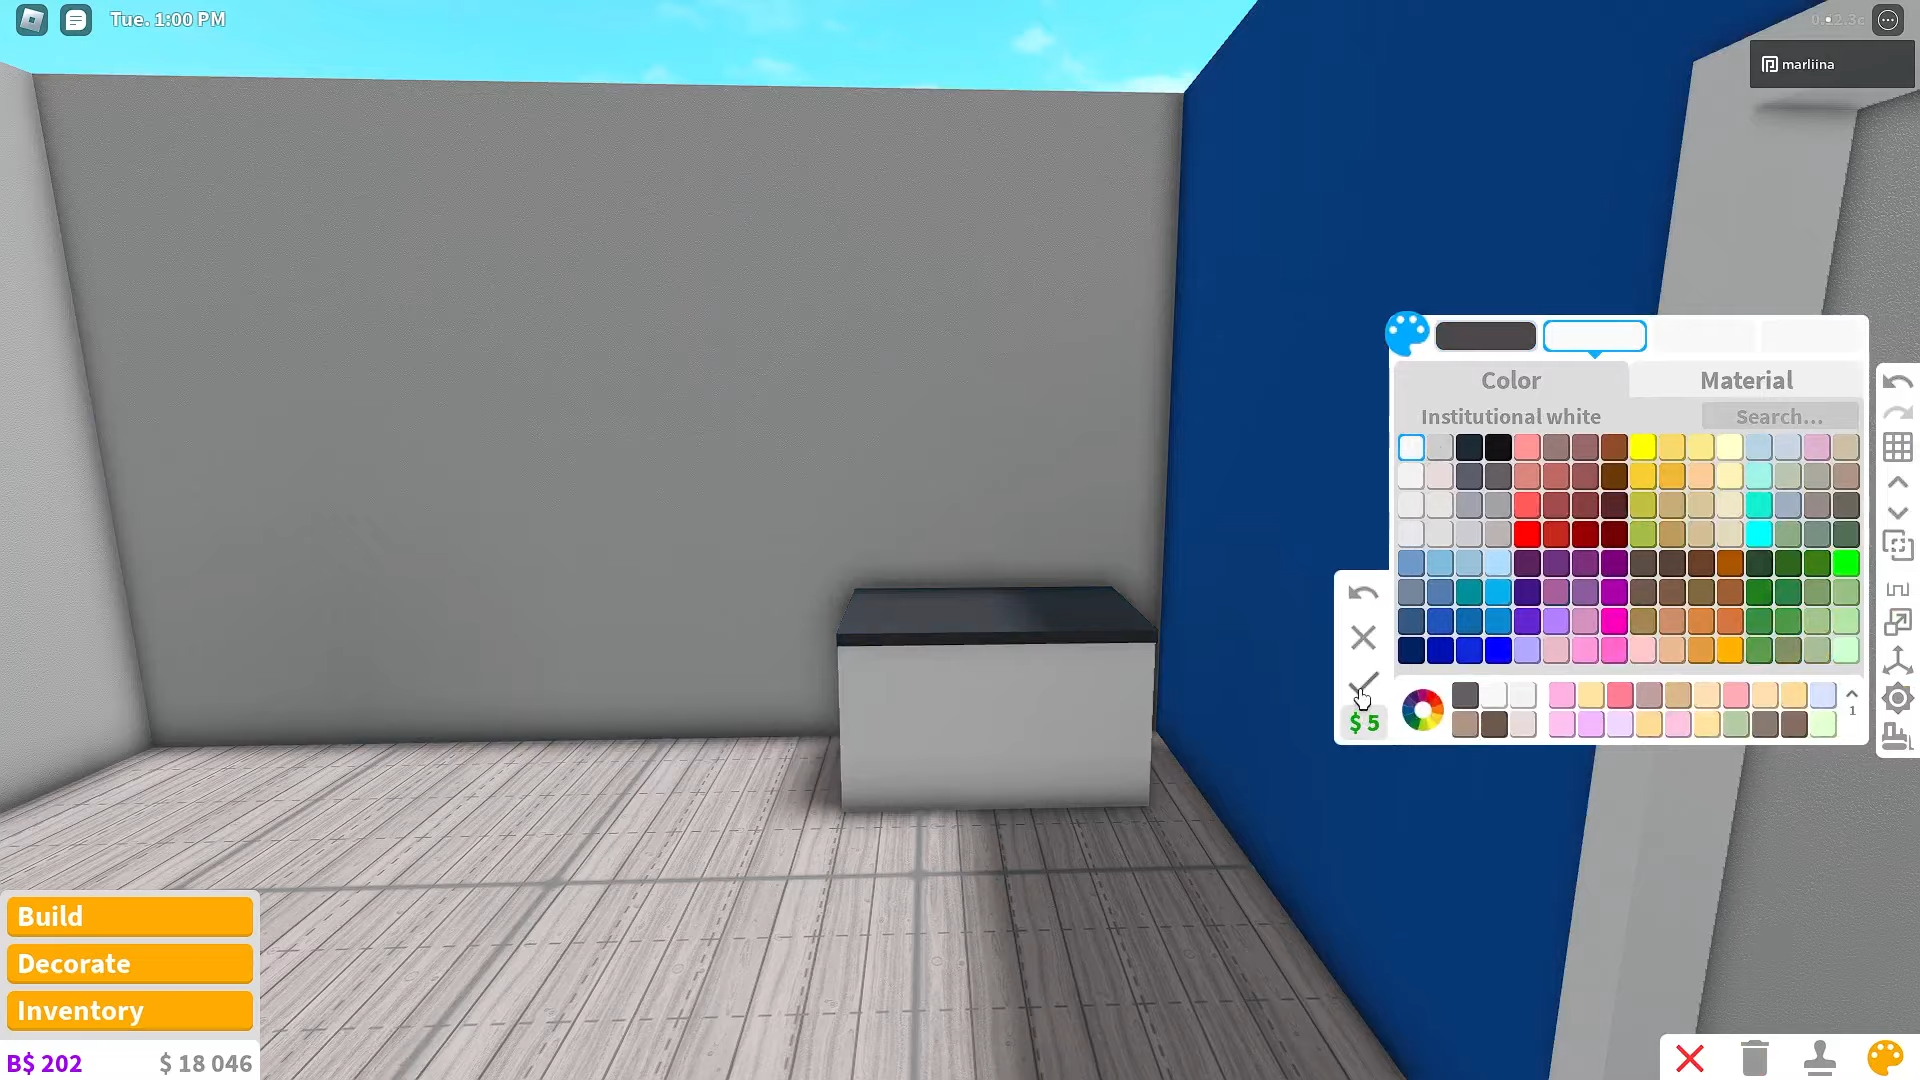 Tue. 1:00 PM
marliina
Color
Material
Institutional white
Search...
$ 5
1
Build
Decorate
Inventory
B$ 202
$ 18 046